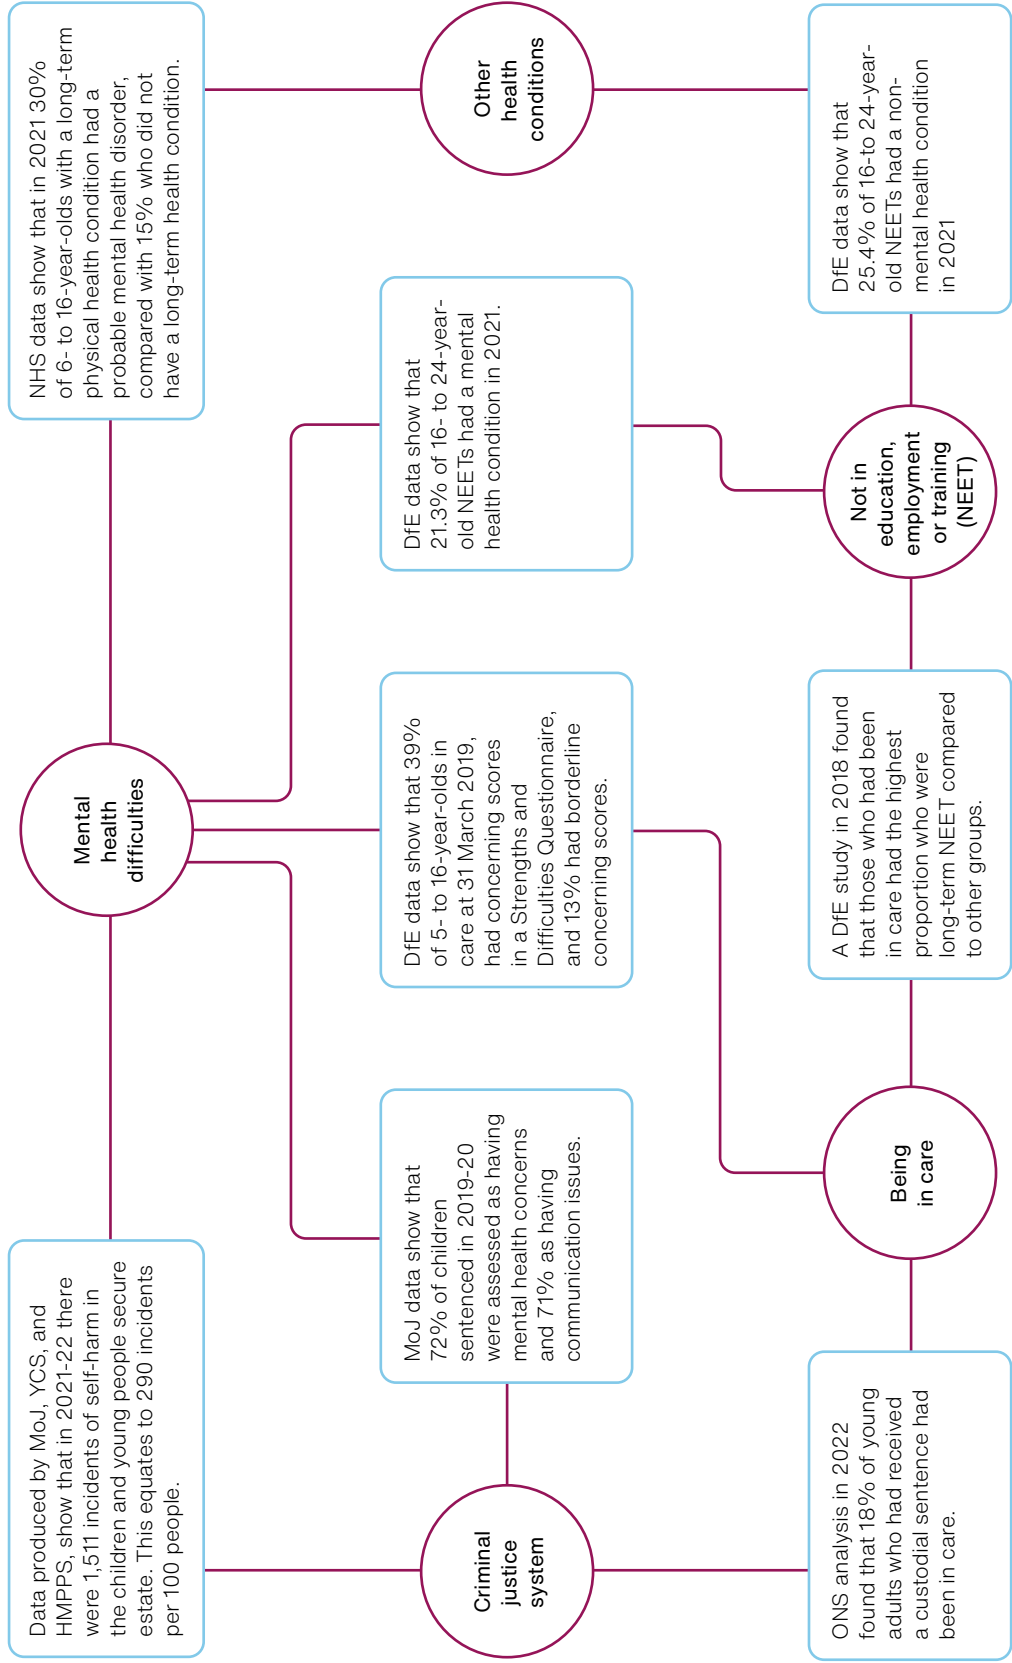 Data produced by MoJ, YCS, and
HMPPS, show that in 2021-22 there
were 1,511 incidents of self-harm in
the children and young people secure
estate. This equates to 290 incidents
per 100 people.
Mental
health
difficulties
NHS data show that in 2021 30%
of 6- to 16-year-olds with a long-term
physical health condition had a
probable mental health disorder,
compared with 15% who did not
have a long-term health condition.
Criminal
justice
system
MoJ data show that
72% of children
sentenced in 2019-20
were assessed as having
mental health concerns
and 71% as having
communication issues.
DfE data show that 39%
of 5- to 16-year-olds in
care at 31 March 2019,
had concerning scores
in a Strengths and
Difficulties Questionnaire,
and 13% had borderline
concerning scores.
DfE data show that
21.3% of 16- to 24-year-
old NEETs had a mental
health condition in 2021.
Other
health
conditions
ONS analysis in 2022
found that 18% of young
adults who had received
a custodial sentence had
been in care.
Being
in care
A DfE study in 2018 found
that those who had been
in care had the highest
proportion who were
long-term NEET compared
to other groups.
Not in
education,
employment
or training
(NEET)
DfE data show that
25.4% of 16-to 24-year-
old NEETs had a non-
mental health condition
in 2021